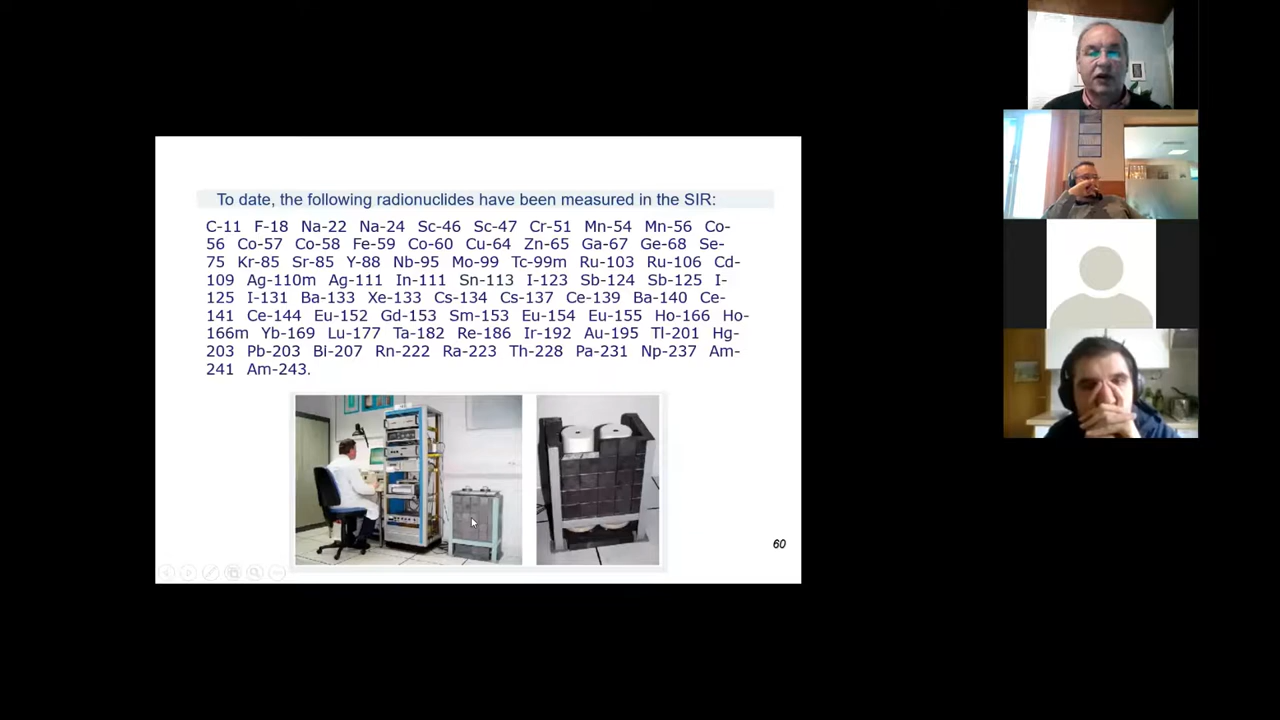 To date, the following radionuclides have been measured in the SIR:
C-11 F-18 Na-22 Na-24 Sc-46 Sc-47 Cr-51 Mn-54 Mn-56 Co-
56 Co-57 Co-58 Fe-59 Co-60 Cu-64 Zn-65 Ga-67 Ge-68 Se-
75 Kr-85 Sr-85 Y-88 Nb-95 Mo-99 Tc-99m Ru-103 Ru-106 Cd-
109 Ag-110m Ag-111 In-111 Sn-113 I-123 Sb-124 Sb-125 I-
125 I-131 Ba-133 Xe-133 Cs-134 Cs-137 Ce-139 Ba-140 Ce-
141 Ce-144 Eu-152 Gd-153 Sm-153 Eu-154 Eu-155 Ho-166 Ho-
166m Yb-169 Lu-177 Ta-182 Re-186 Ir-192 Au-195 Tl-201 Hg-
203 Pb-203 Bi-207 Rn-222 Ra-223 Th-228 Pa-231 Np-237 Am-
241 Am-243.
60